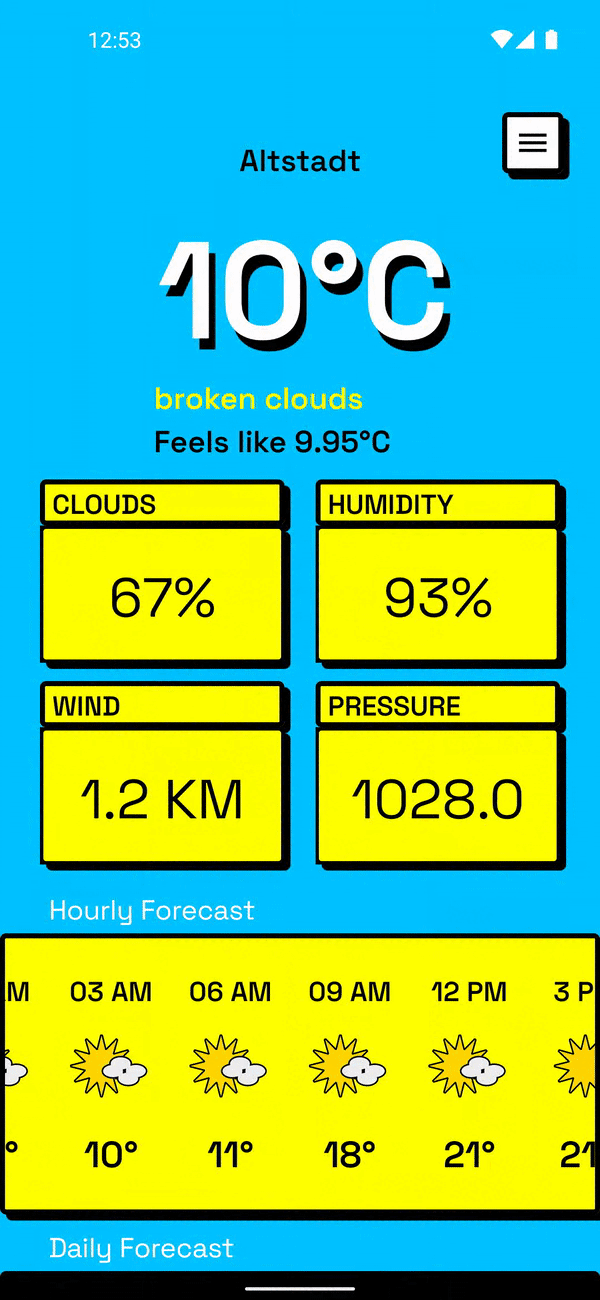 12:53
Altstadt
10°C
broken clouds
Feels like 9.95°C
CLOUDS HUMIDITY
67% 93%
WIND PRESSURE
1.2 KM 1028.0
Hourly Forecast
M 03 AM 06 AM 09 AM 12 PM 3 P
° 10° 11° 18° 21° 21
Daily Forecast